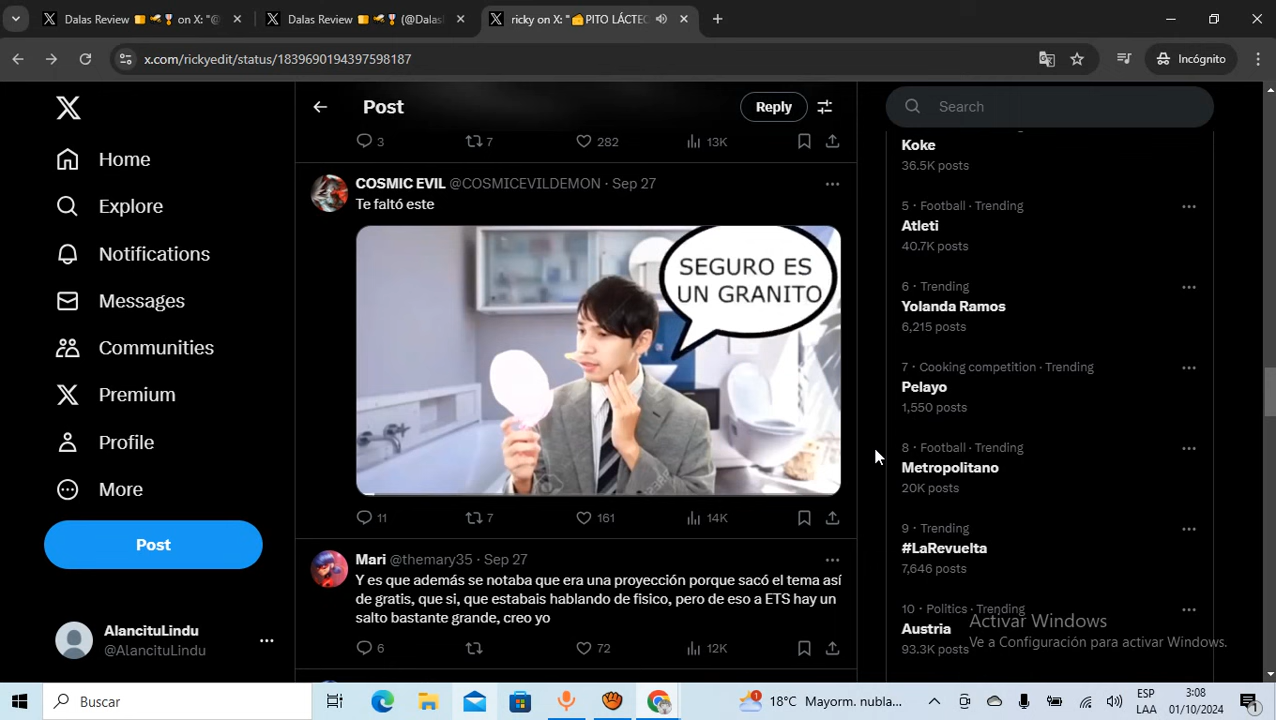 Dalas Review on X: "@
Dalas Review (@Dalas
ricky on X: "PITO LÁCTEO
x.com/rickyedit/status/1839690194397598187
Incógnito
Post
Reply
Search
Home
Explore
Notifications
Messages
Communities
Premium
Profile
More
Post
AlancituLindu
@AlancituLindu
3 7 282 13K
COSMIC EVIL @COSMICEVILDEMON · Sep 27
Te faltó este
SEGURO ES
UN GRANITO
11 7 161 14K
Mari @themary35 · Sep 27
Y es que además se notaba que era una proyección porque sacó el tema así
de gratis, que si, que estabais hablando de fisico, pero de eso a ETS hay un
salto bastante grande, creo yo
6 72 12K
Koke
36.5K posts
5 · Football · Trending
Atleti
40.7K posts
6 · Trending
Yolanda Ramos
6,215 posts
7 · Cooking competition · Trending
Pelayo
1,550 posts
8 · Football · Trending
Metropolitano
20K posts
9 · Trending
#LaRevuelta
7,646 posts
10 · Politics · Trending
Austria
93.3K posts
Activar Windows
Ve a Configuración para activar Windows.
Buscar
1
18°C Mayorm. nubla...
ESP
LAA
3:08
01/10/2024
1